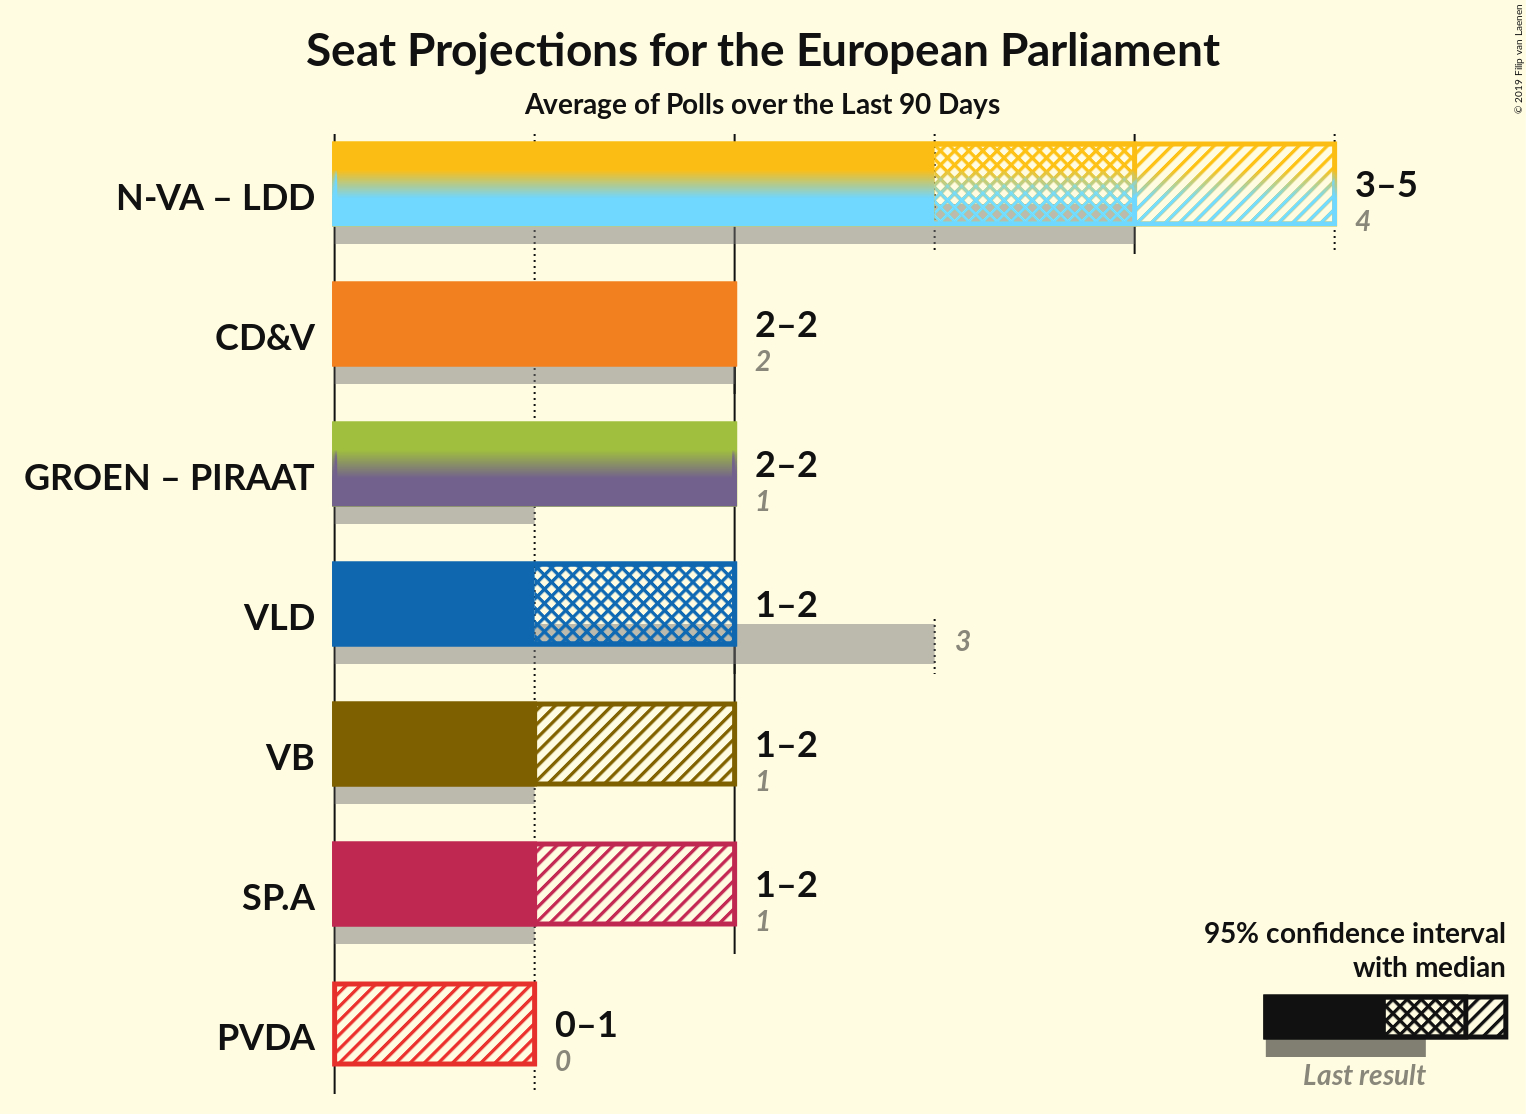 Seat Projections for the European Parliament
Average of Polls over the Last 90 Days
© 2019 Filip van Laenen
N-VA – LDD
3–5
4
CD&V
2–2
2
GROEN – PIRAAT
2–2
1
VLD
1–2
3
VB
1–2
1
SP.A
1–2
1
PVDA
0–1
0
95% confidence interval
with median
Last result